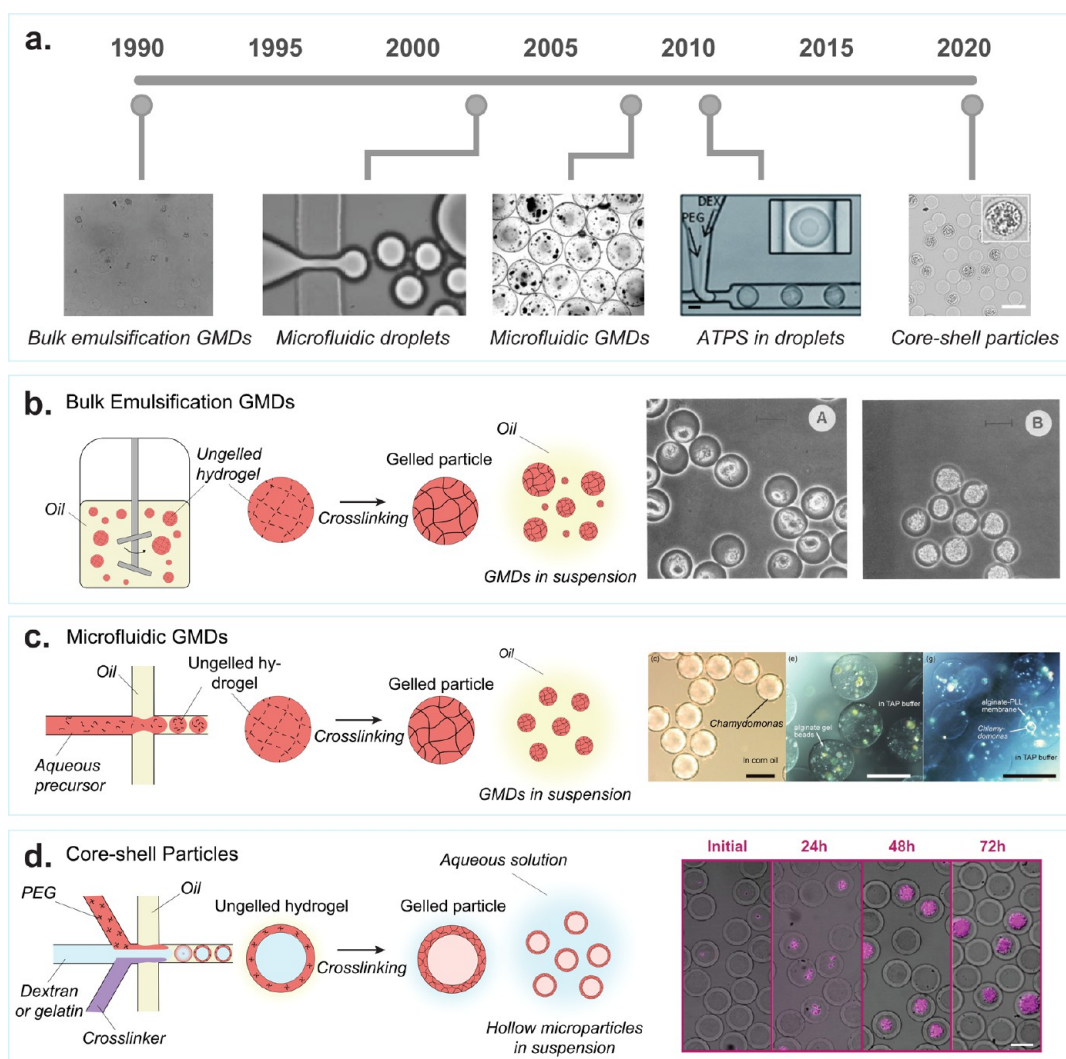 a.
1990 1995 2000 2005 2010 2015 2020
DEX
PEG
Bulk emulsification GMDs
Microfluidic droplets
Microfluidic GMDs
ATPS in droplets
Core-shell particles
b. Bulk Emulsification GMDs
Ungelled
hydrogel
Oil
Crosslinking
Gelled particle
Oil
GMDs in suspension
A
B
c. Microfluidic GMDs
Oil
Ungelled hy-
drogel
Aqueous
precursor
Crosslinking
Gelled particle
Oil
GMDs in suspension
(c)
Chamydomonas
In corn oil
(e)
in TAP buffer
alginate gel
beads
(g)
alginate-PLL
membrane
Chlamy-
domonas
in TAP buffer
d. Core-shell Particles
PEG
Oil
Dextran
or gelatin
Crosslinker
Ungelled hydrogel
Crosslinking
Gelled particle
Aqueous solution
Hollow microparticles
in suspension
Initial 24h 48h 72h